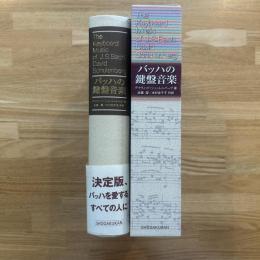 The
Keyboard
Music
of J.S.Bach
David
Schulenberg
バッハの
鍵盤音楽
決定版、
バッハを愛する
すべての人に
SHOGAKUKAN
The
Keyboard
Music
of J.S.Bach
David
Schulenberg
バッハの
鍵盤音楽
SHOGAKUKAN